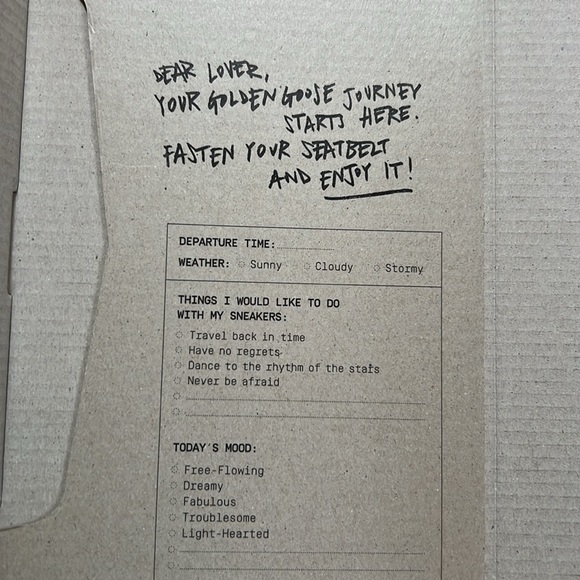 DEAR LOVER,
YOUR GOLDEN GOOSE JOURNEY
STARTS HERE.
FASTEN YOUR SEATBELT
AND ENJOY IT!
DEPARTURE TIME:
WEATHER: Sunny Cloudy Stormy
THINGS I WOULD LIKE TO DO
WITH MY SNEAKERS:
Travel back in time
Have no regrets
Dance to the rhythm of the stars
Never be afraid
TODAY'S MOOD:
Free-Flowing
Dreamy
Fabulous
Troublesome
Light-Hearted